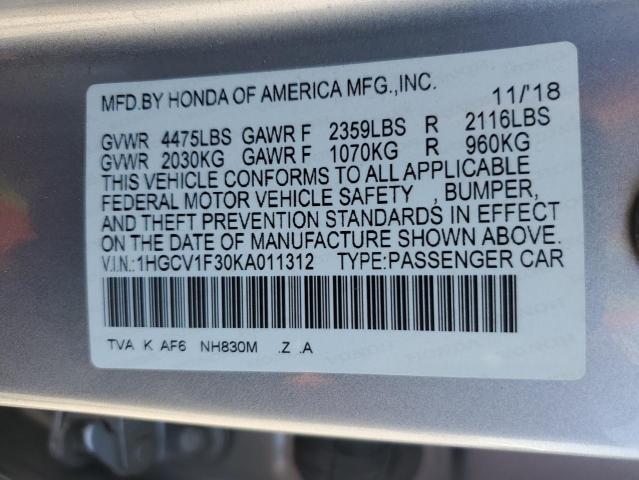 MFD.BY HONDA OF AMERICA MFG.,INC. 11/'18
GVWR 4475LBS GAWR F 2359LBS R 2116LBS
GVWR 2030KG GAWR F 1070KG R 960KG
THIS VEHICLE CONFORMS TO ALL APPLICABLE
FEDERAL MOTOR VEHICLE SAFETY , BUMPER,
AND THEFT PREVENTION STANDARDS IN EFFECT
ON THE DATE OF MANUFACTURE SHOWN ABOVE.
V.I.N.:1HGCV1F30KA011312 TYPE:PASSENGER CAR
TVA K AF6 NH830M .Z .A